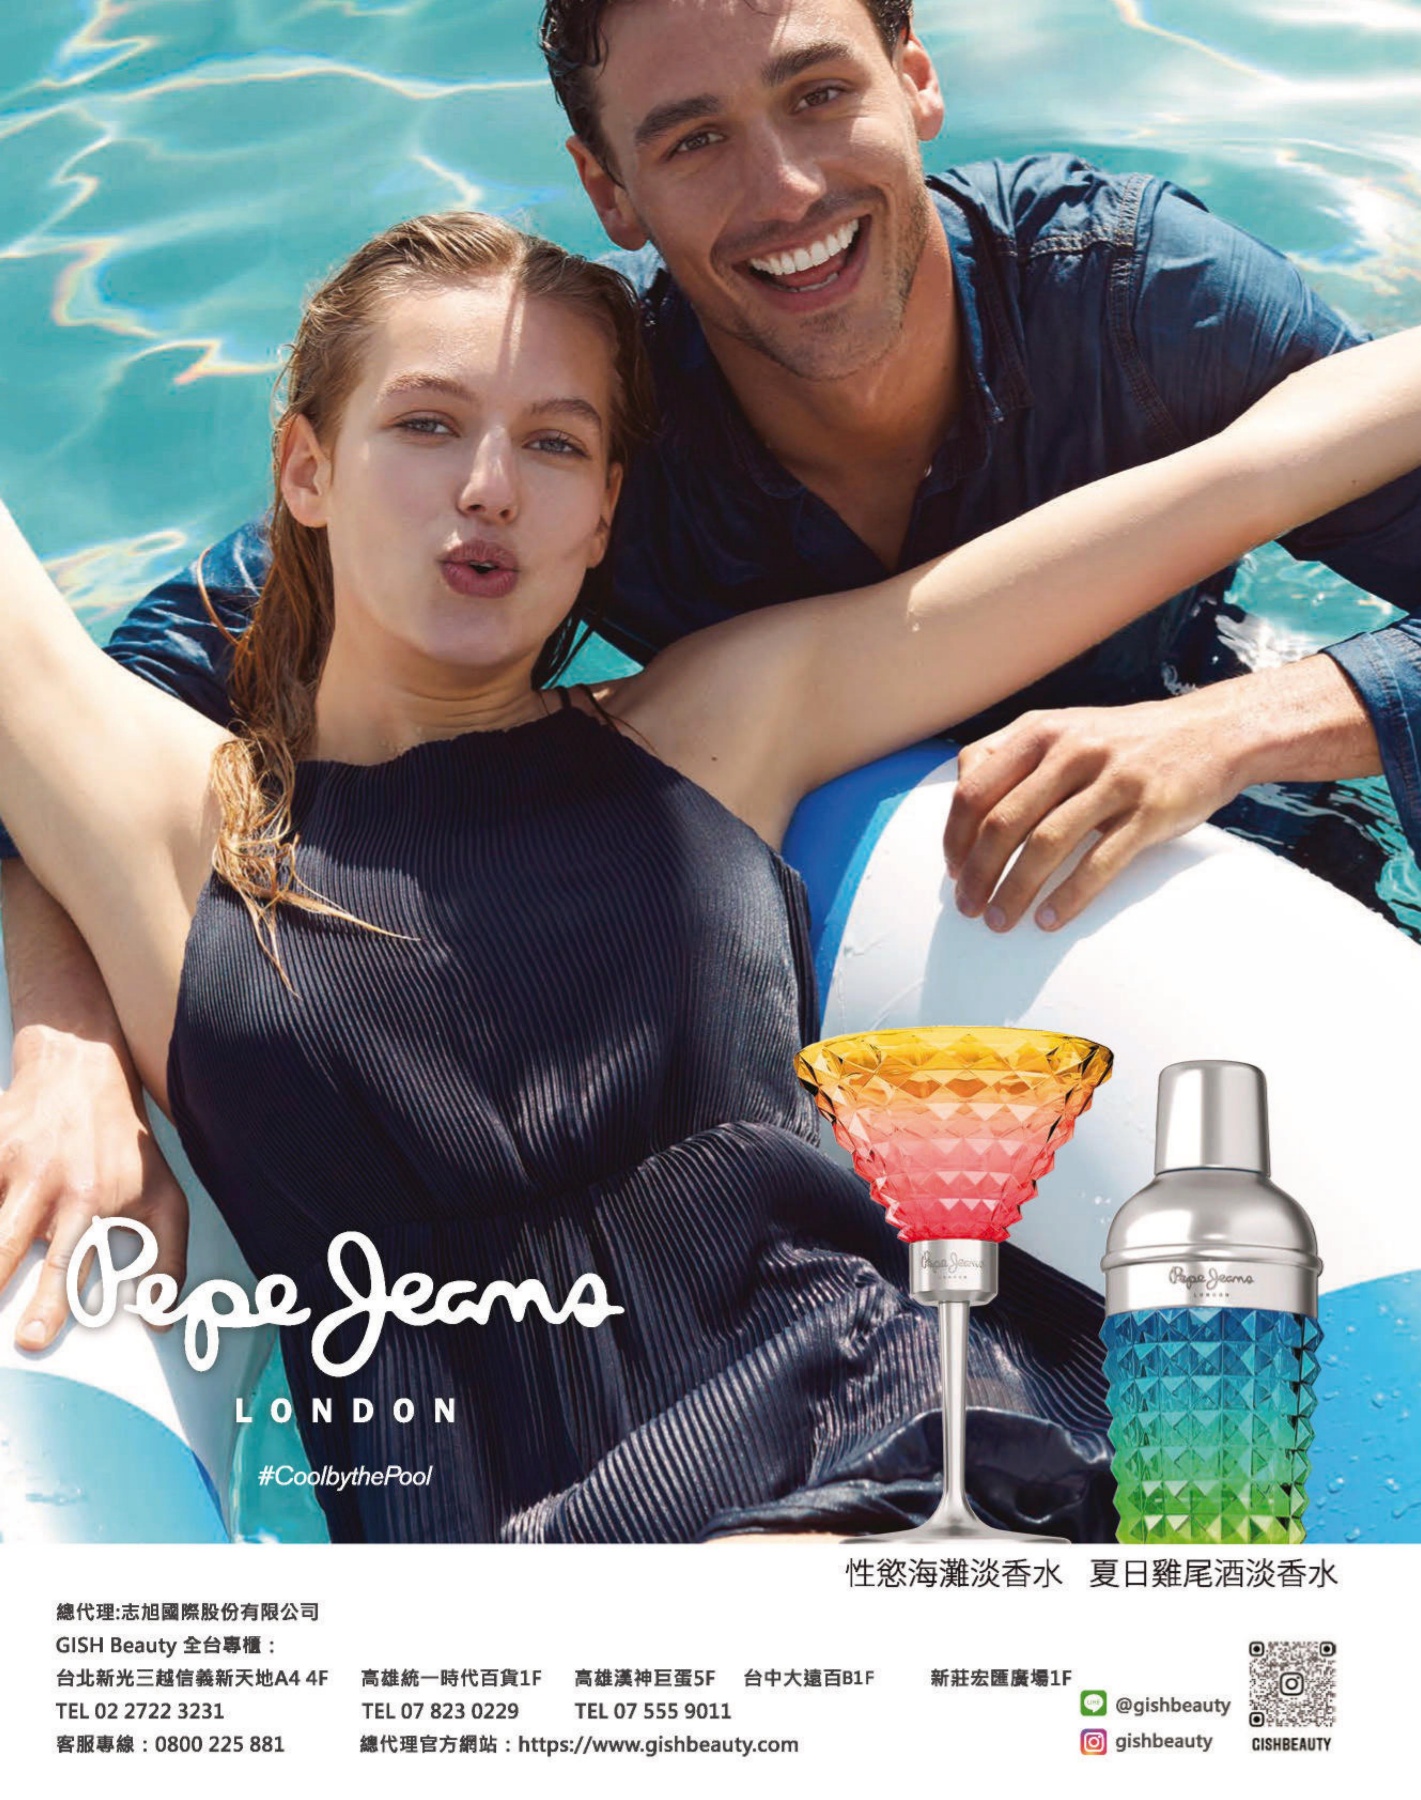 Pepe Jeans
LONDON
#CoolbythePool
Pepe Jeans
LONDON
Pepe Jeans
LONDON
性慾海灘淡香水 夏日雞尾酒淡香水
總代理:志旭國際股份有限公司
GISH Beauty 全台專櫃：
台北新光三越信義新天地A4 4F 高雄統一時代百貨1F 高雄漢神巨蛋5F 台中大遠百B1F 新莊宏匯廣場1F
TEL 02 2722 3231 TEL 07 823 0229 TEL 07 555 9011
客服專線：0800 225 881 總代理官方網站：https://www.gishbeauty.com
LINE @gishbeauty
gishbeauty
GISHBEAUTY